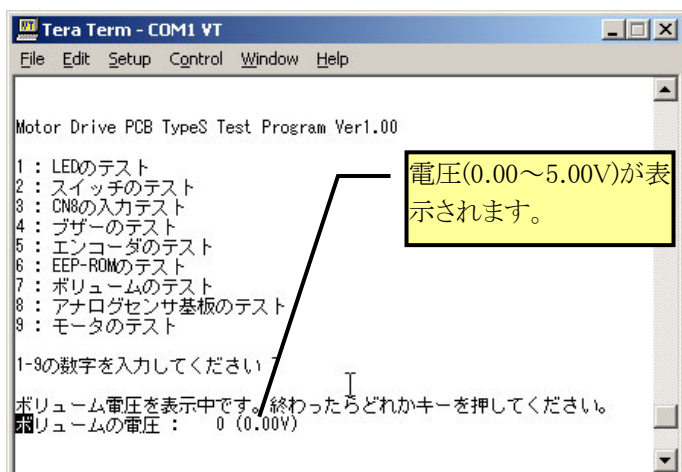 Tera Term - COM1 VT
File Edit Setup Control Window Help
Motor Drive PCB TypeS Test Program Ver1.00
1 : LEDのテスト
2 : スイッチのテスト
3 : CN8の入力テスト
4 : ブザーのテスト
5 : エンコーダのテスト
6 : EEP-ROMのテスト
7 : ボリュームのテスト
8 : アナログセンサ基板のテスト
9 : モータのテスト
電圧(0.00～5.00V)が表
示されます。
1-9の数字を入力してください
ボリューム電圧を表示中です。終わったらどれかキーを押してください。
ボリュームの電圧 : 0 (0.00V)